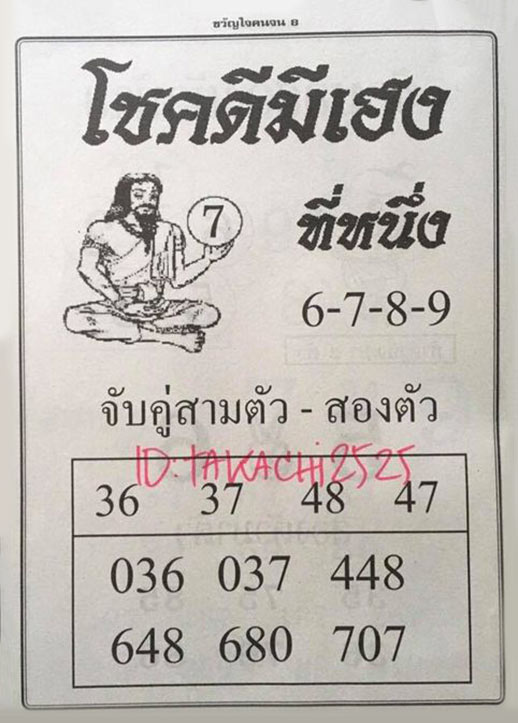 ขวัญใจคนจน 8
โชคดีมีเฮง
7
ที่หนึ่ง
6-7-8-9
จับคู่สามตัว - สองตัว
ID: TAKACHi2525
36 37 48 47
036 037 448
648 680 707